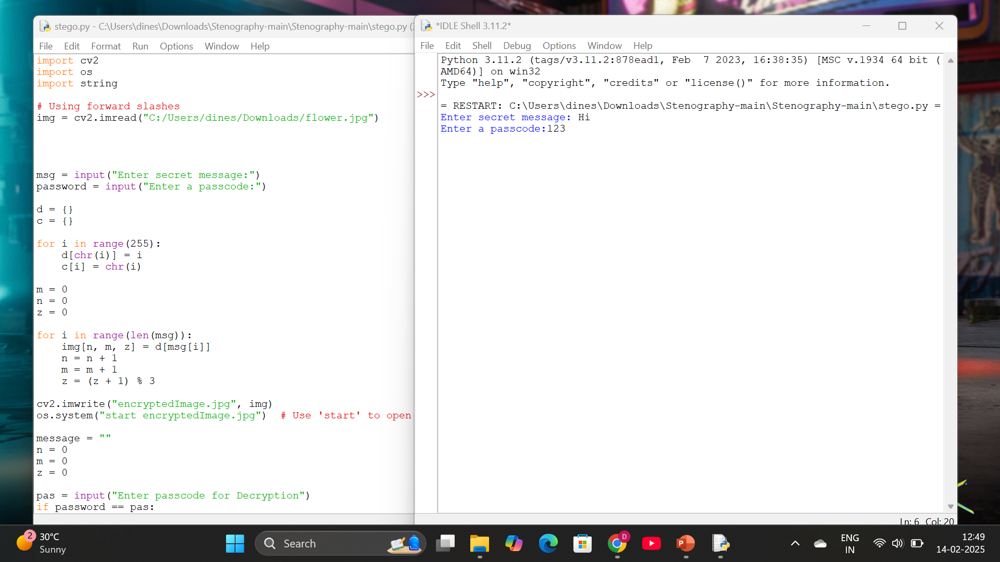 stego.py - C:\Users\dines\Downloads\Stenography-main\Stenography-main\stego.py (3
File Edit Format Run Options Window Help
import cv2
import os
import string
# Using forward slashes
img = cv2.imread("C:/Users/dines/Downloads/flower.jpg")
msg = input("Enter secret message:")
password = input("Enter a passcode:")
d = {}
c = {}
for i in range(255):
    d[chr(i)] = i
    c[i] = chr(i)
m = 0
n = 0
z = 0
for i in range(len(msg)):
    img[n, m, z] = d[msg[i]]
    n = n + 1
    m = m + 1
    z = (z + 1) % 3
cv2.imwrite("encryptedImage.jpg", img)
os.system("start encryptedImage.jpg")  # Use 'start' to open
message = ""
n = 0
m = 0
z = 0
pas = input("Enter passcode for Decryption")
if password == pas:
*IDLE Shell 3.11.2*
File Edit Shell Debug Options Window Help
Python 3.11.2 (tags/v3.11.2:878ead1, Feb  7 2023, 16:38:35) [MSC v.1934 64 bit (
AMD64)] on win32
Type "help", "copyright", "credits" or "license()" for more information.
>>>
= RESTART: C:\Users\dines\Downloads\Stenography-main\Stenography-main\stego.py =
Enter secret message: Hi
Enter a passcode:123
Ln: 6 Col: 20
2
30°C
Sunny
Search
D
P
ENG
IN
12:49
14-02-2025